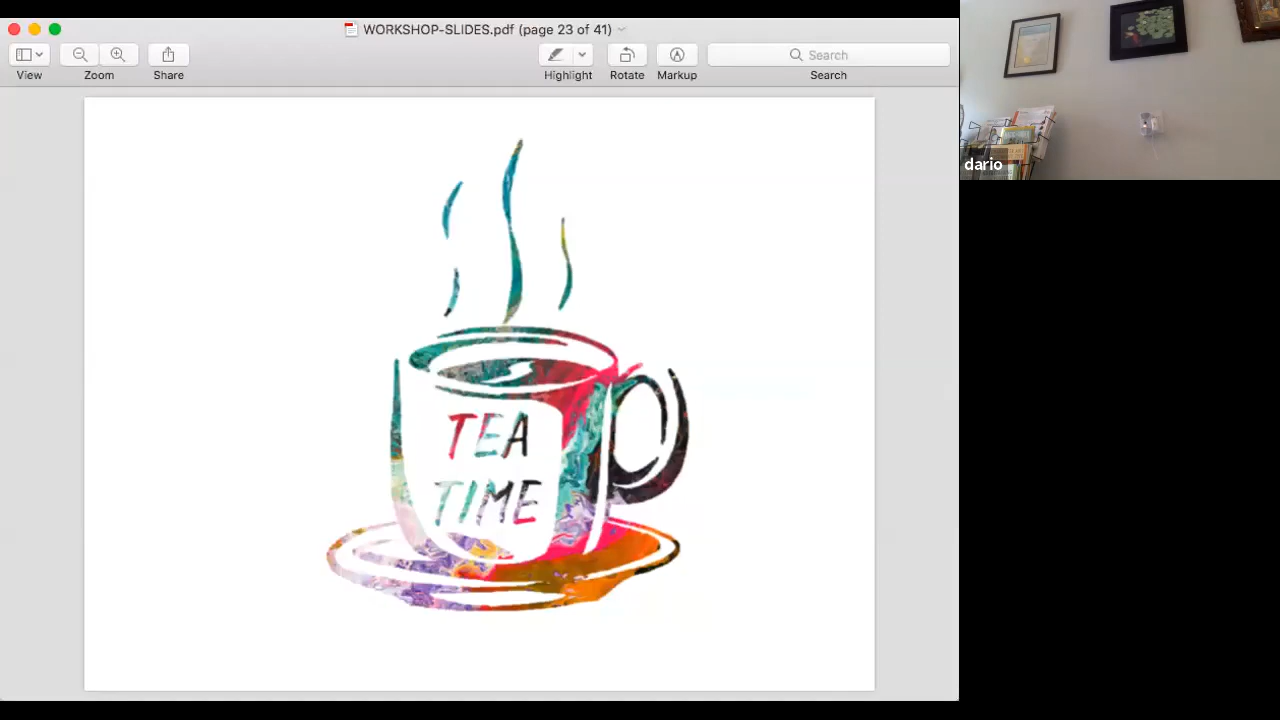 WORKSHOP-SLIDES.pdf (page 23 of 41)
View
Zoom
Share
Highlight
Rotate
Markup
Search
Search
TEA
TIME
dario